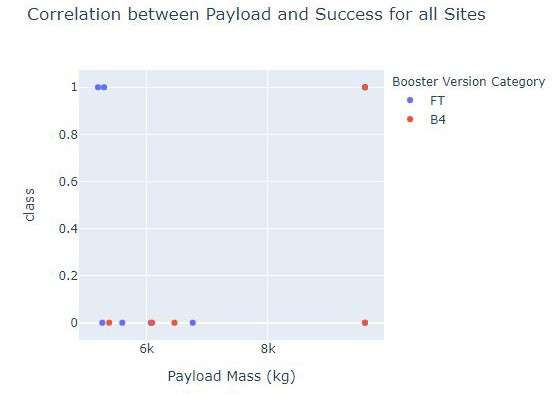 Correlation between Payload and Success for all Sites
Booster Version Category
FT
B4
1
0.8
0.6
0.4
0.2
0
class
6k
8k
Payload Mass (kg)